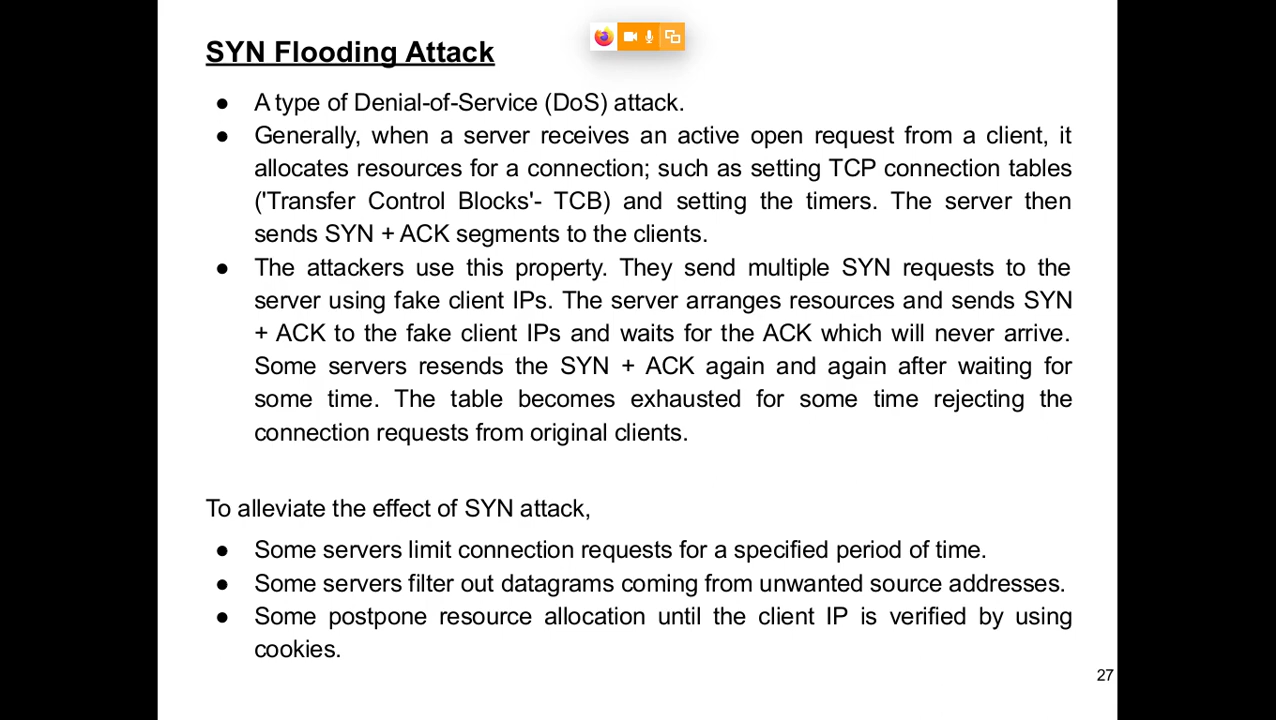 SYN Flooding Attack
● A type of Denial-of-Service (DoS) attack.
● Generally, when a server receives an active open request from a client, it
allocates resources for a connection; such as setting TCP connection tables
('Transfer Control Blocks'- TCB) and setting the timers. The server then
sends SYN + ACK segments to the clients.
● The attackers use this property. They send multiple SYN requests to the
server using fake client IPs. The server arranges resources and sends SYN
+ ACK to the fake client IPs and waits for the ACK which will never arrive.
Some servers resends the SYN + ACK again and again after waiting for
some time. The table becomes exhausted for some time rejecting the
connection requests from original clients.
To alleviate the effect of SYN attack,
● Some servers limit connection requests for a specified period of time.
● Some servers filter out datagrams coming from unwanted source addresses.
● Some postpone resource allocation until the client IP is verified by using
cookies.
27